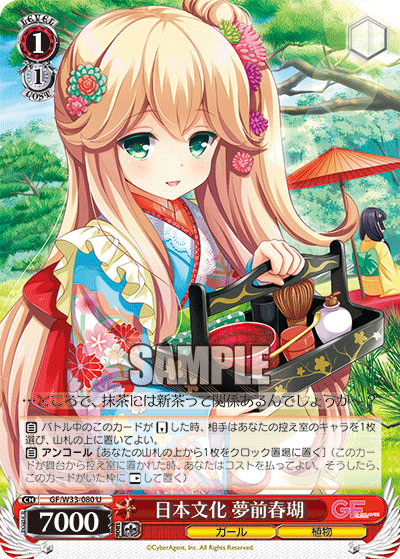 LEVEL
1
1
COST
SAMPLE
…ところで、抹茶には新茶って関係あるんでしょうか～？
自 バトル中のこのカードが【 】した時、相手はあなたの控え室のキャラを1枚
選び、山札の上に置いてよい。
自 アンコール ［あなたの山札の上から1枚をクロック置場に置く］（この
カードが舞台から控え室に置かれた時、あなたはコストを払ってよい。そうしたら、
このカードがいた枠に【 】して置く）
CH GF/W33-080 U
7000
日本文化 夢前春瑚
GF
ガール
植物
©CyberAgent, Inc. All Rights Reserved.